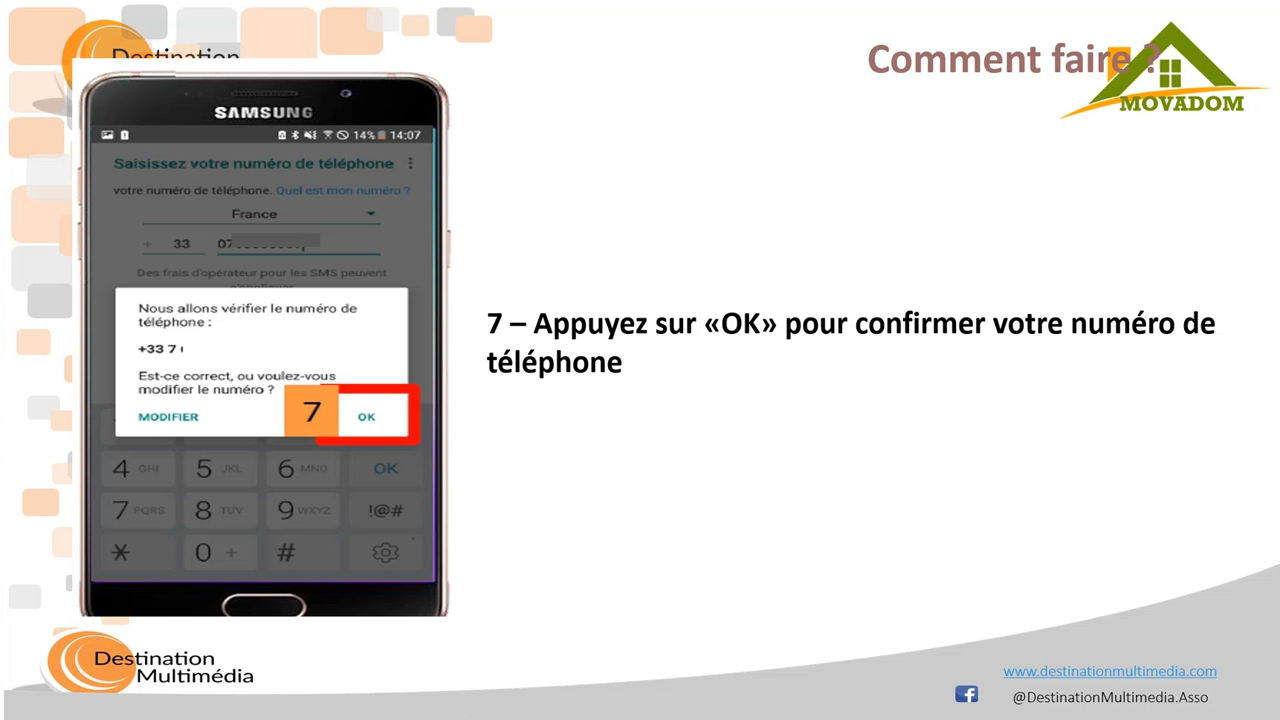 Destination
Comment faire ?
MOVADOM
SAMSUNG
14% 14:07
Saisissez votre numéro de téléphone
votre numéro de téléphone. Quel est mon numéro ?
France
+ 33 07
Des frais d'opérateur pour les SMS peuvent
Nous allons vérifier le numéro de
téléphone :
+33 7
Est-ce correct, ou voulez-vous
modifier le numéro ?
MODIFIER
7
OK
7 – Appuyez sur «OK» pour confirmer votre numéro de
téléphone
4 GHI 5 JKL 6 MNO OK
7 PQRS 8 TUV 9 WXYZ !@#
* 0 + #
Destination
Multimédia
www.destinationmultimedia.com
@DestinationMultimedia.Asso